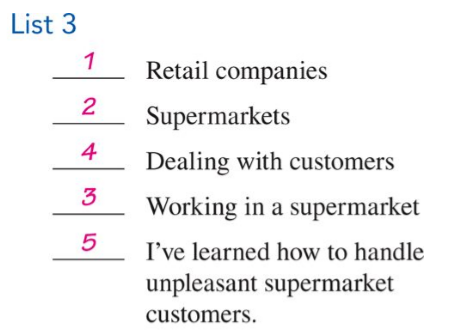 List 3
1 Retail companies
2 Supermarkets
4 Dealing with customers
3 Working in a supermarket
5 I've learned how to handle
unpleasant supermarket
customers.